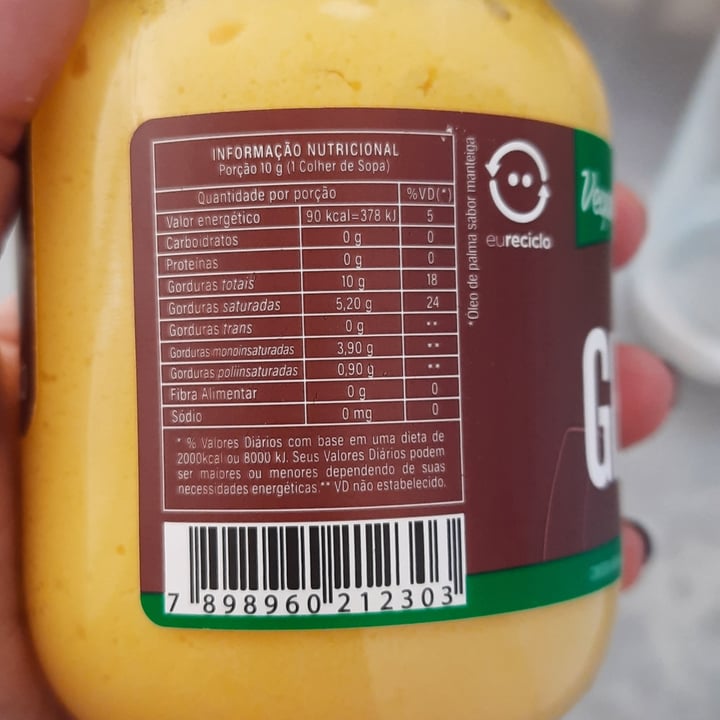 INFORMAÇÃO NUTRICIONAL
Porção 10 g (1 Colher de Sopa)
Quantidade por porção %VD(*)
Valor energético 90 kcal=378 kJ 5
Carboidratos 0 g 0
Proteínas 0 g 0
Gorduras totais 10 g 18
Gorduras saturadas 5,20 g 24
Gorduras trans 0 g **
Gorduras monoinsaturadas 3,90 g **
Gorduras poliinsaturadas 0,90 g **
Fibra Alimentar 0 g 0
Sódio 0 mg 0
* % Valores Diários com base em uma dieta de
2000kcal ou 8000 kJ. Seus Valores Diários podem
ser maiores ou menores dependendo de suas
necessidades energéticas.** VD não estabelecido.
7 898960 212303
*Óleo de palma sabor manteiga
eureciclo